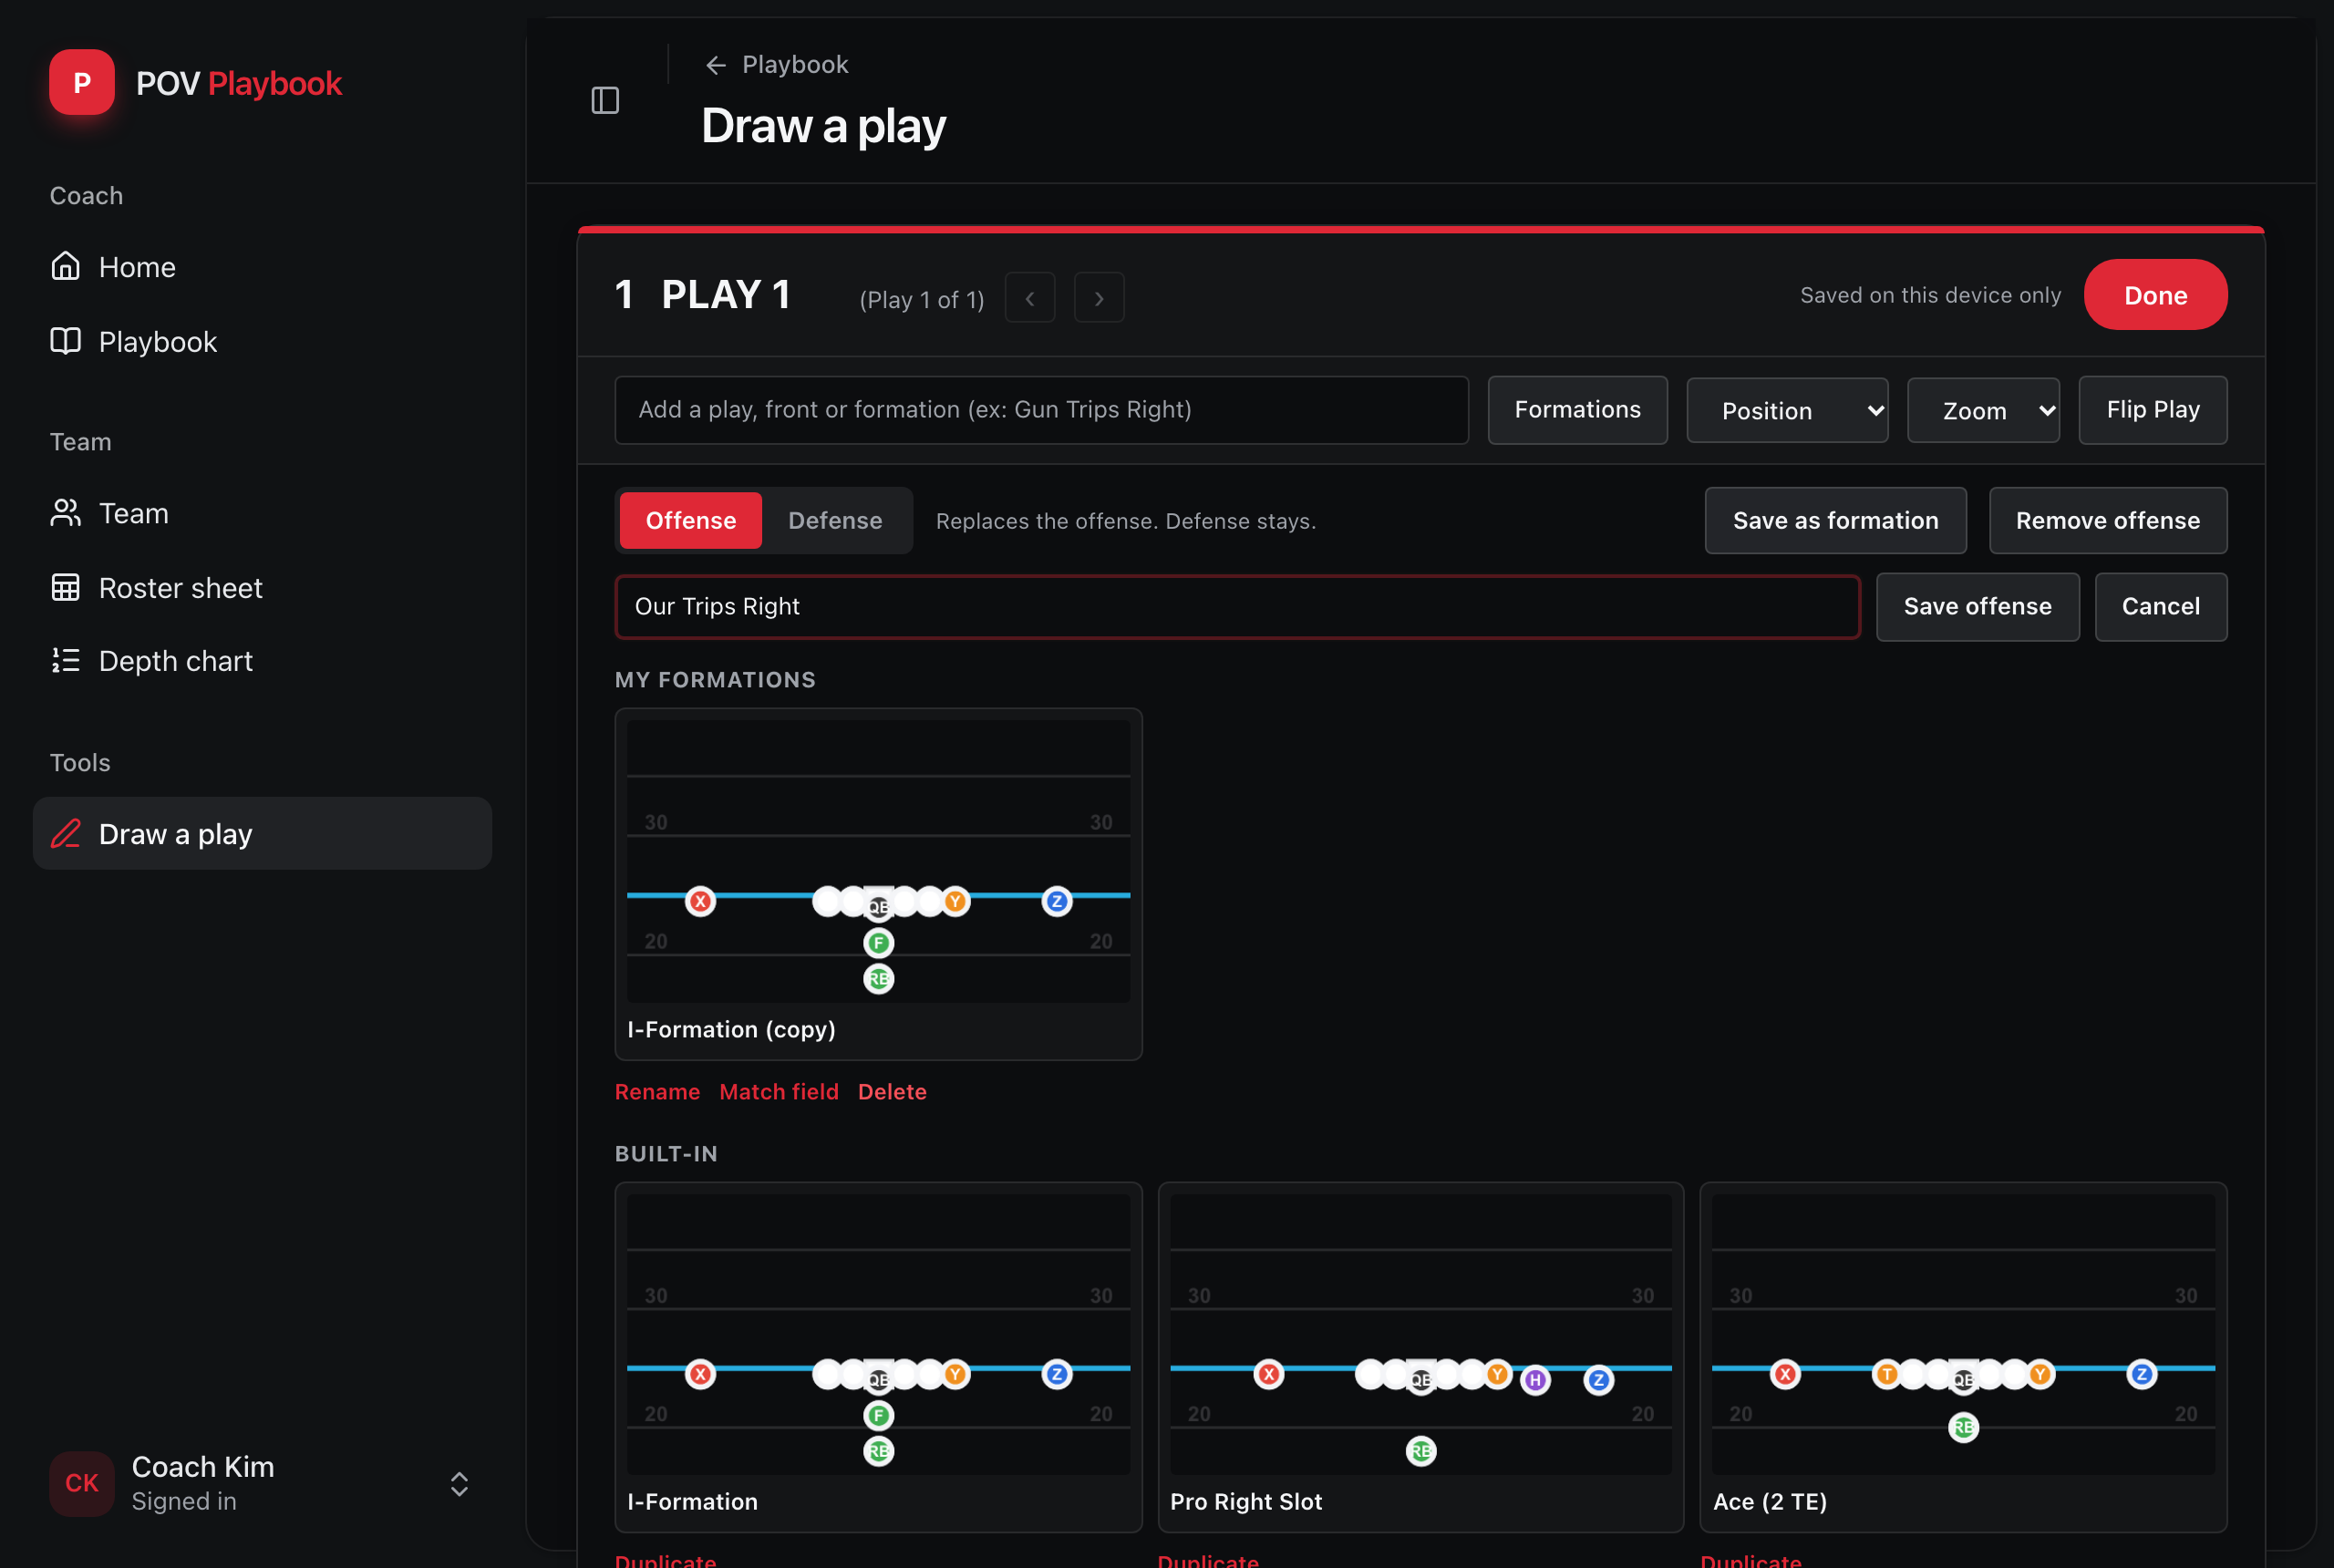 P
POV Playbook
Coach
Home
Playbook
Team
Team
Roster sheet
Depth chart
Tools
Draw a play
CK
Coach Kim
Signed in
Playbook
Draw a play
1 PLAY 1 (Play 1 of 1)
Saved on this device only
Done
Add a play, front or formation (ex: Gun Trips Right)
Formations
Position
Zoom
Flip Play
Offense
Defense
Replaces the offense. Defense stays.
Save as formation
Remove offense
Our Trips Right
Save offense
Cancel
MY FORMATIONS
30 30
X QB Y Z
20 F 20
RB
I-Formation (copy)
Rename Match field Delete
BUILT-IN
30 30
X QB Y Z
20 F 20
RB
I-Formation
Duplicate
30 30
X QB Y H Z
20 20
RB
Pro Right Slot
Duplicate
30 30
X T QB Y Z
20 20
RB
Ace (2 TE)
Duplicate